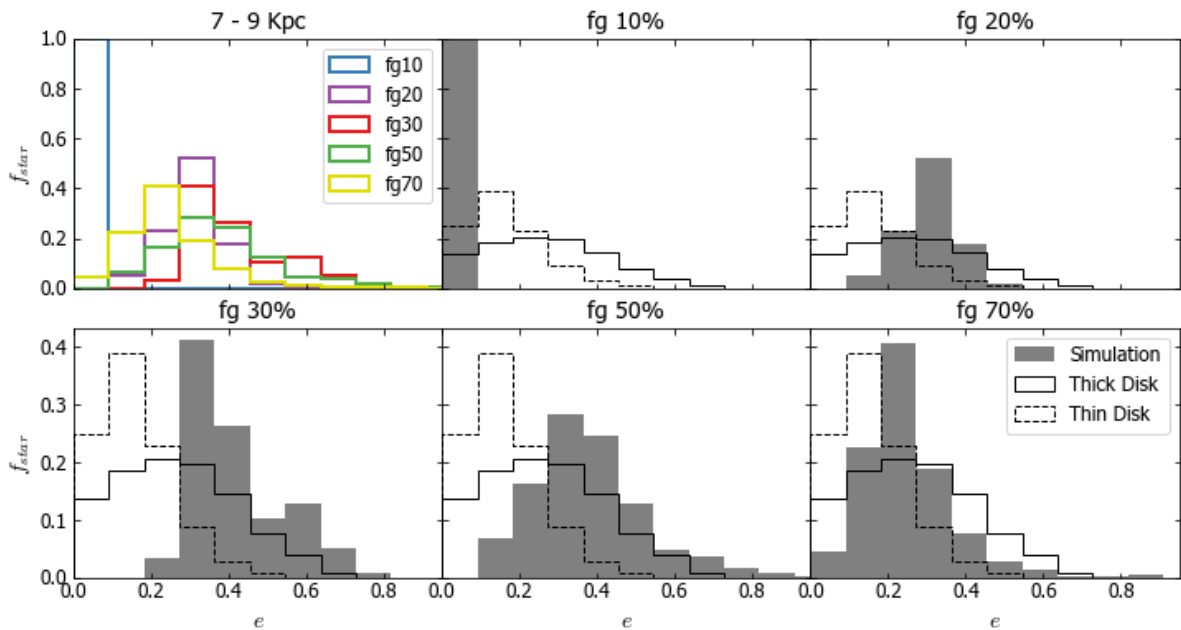 7 - 9 Kpc
fg 10%
fg 20%
1.0
0.8
0.6
0.4
0.2
0.0
f_star
fg10
fg20
fg30
fg50
fg70
fg 30%
fg 50%
fg 70%
0.4
0.3
0.2
0.1
0.0
f_star
Simulation
Thick Disk
Thin Disk
0.0 0.2 0.4 0.6 0.8
0.0 0.2 0.4 0.6 0.8
0.0 0.2 0.4 0.6 0.8
e
e
e